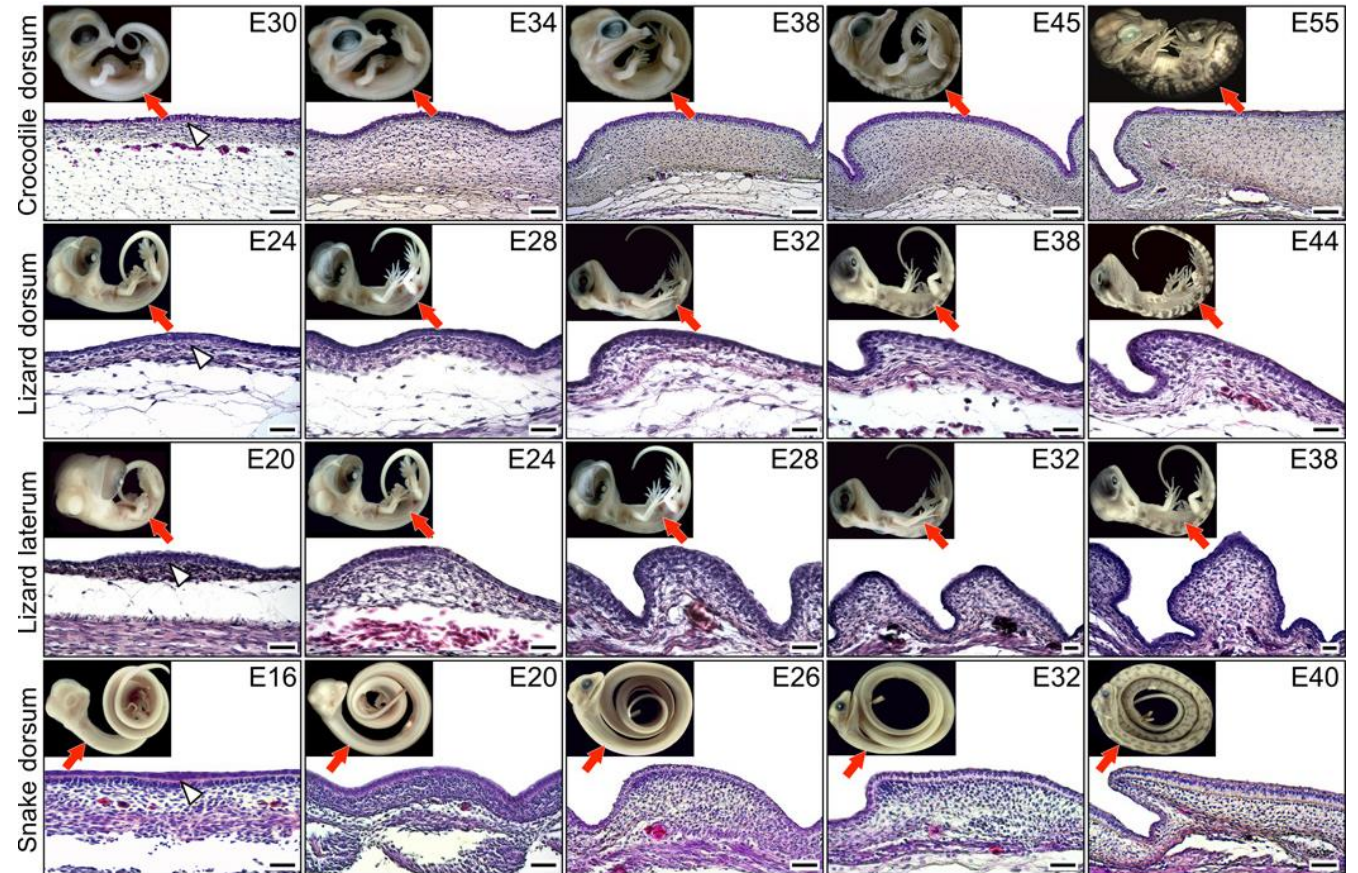 Crocodile dorsum
E30 E34 E38 E45 E55
Lizard dorsum
E24 E28 E32 E38 E44
Lizard laterum
E20 E24 E28 E32 E38
Snake dorsum
E16 E20 E26 E32 E40